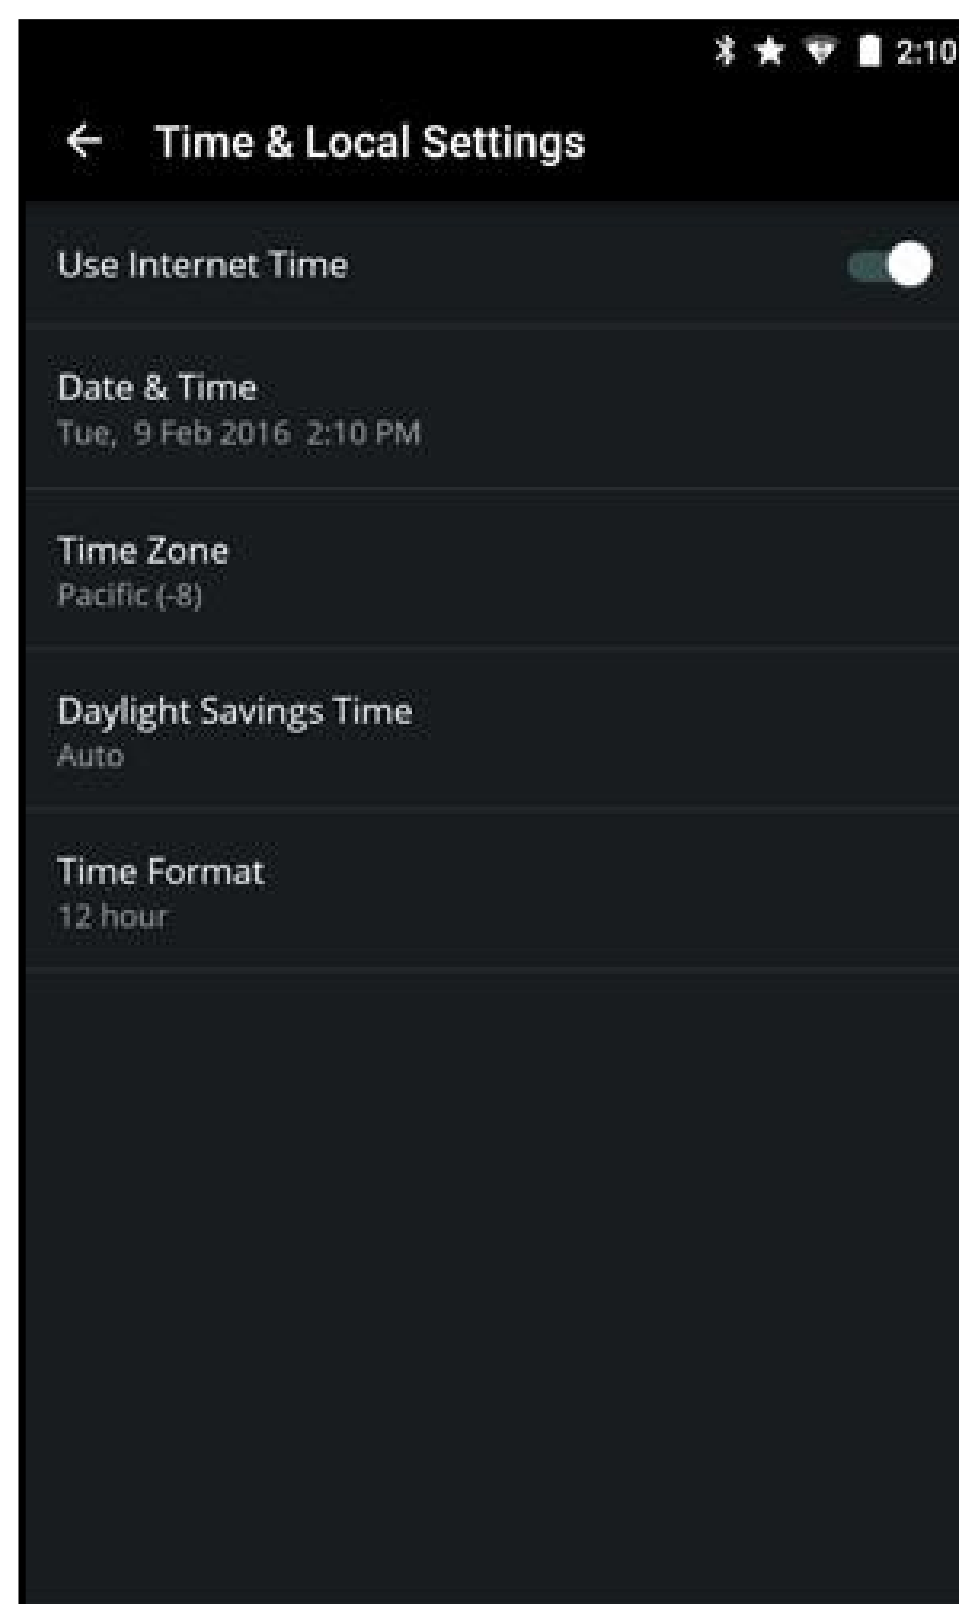 2:10
Time & Local Settings
Use Internet Time
Date & Time
Tue, 9 Feb 2016 2:10 PM
Time Zone
Pacific (-8)
Daylight Savings Time
Auto
Time Format
12 hour